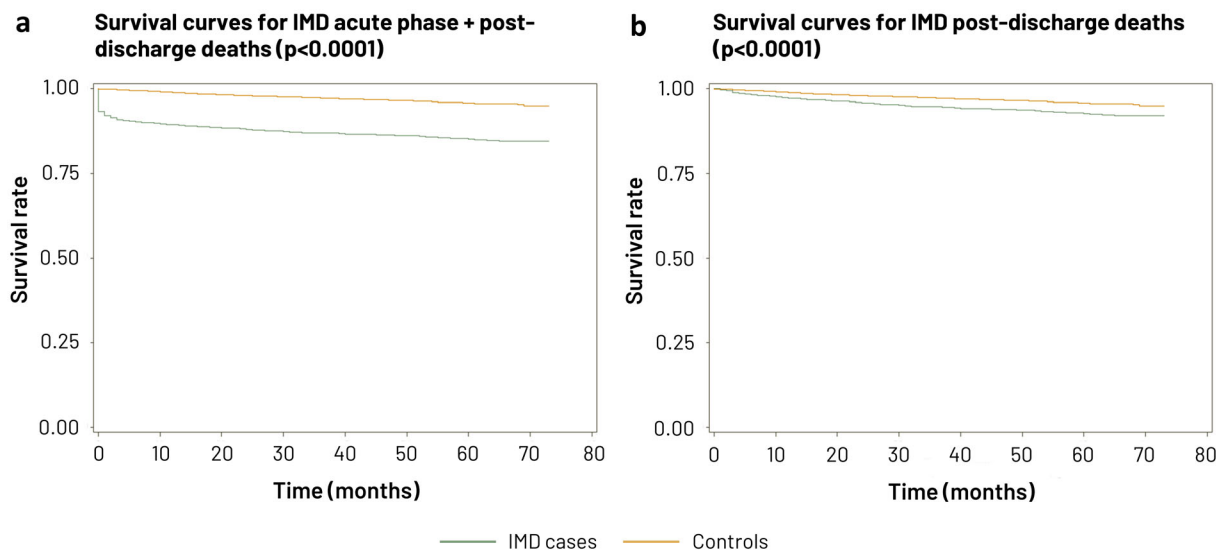 a
Survival curves for IMD acute phase + post-
discharge deaths (p<0.0001)
Survival rate
1.00
0.75
0.50
0.25
0.00
0 10 20 30 40 50 60 70 80
Time (months)
b
Survival curves for IMD post-discharge deaths
(p<0.0001)
Survival rate
1.00
0.75
0.50
0.25
0.00
0 10 20 30 40 50 60 70 80
Time (months)
IMD cases Controls